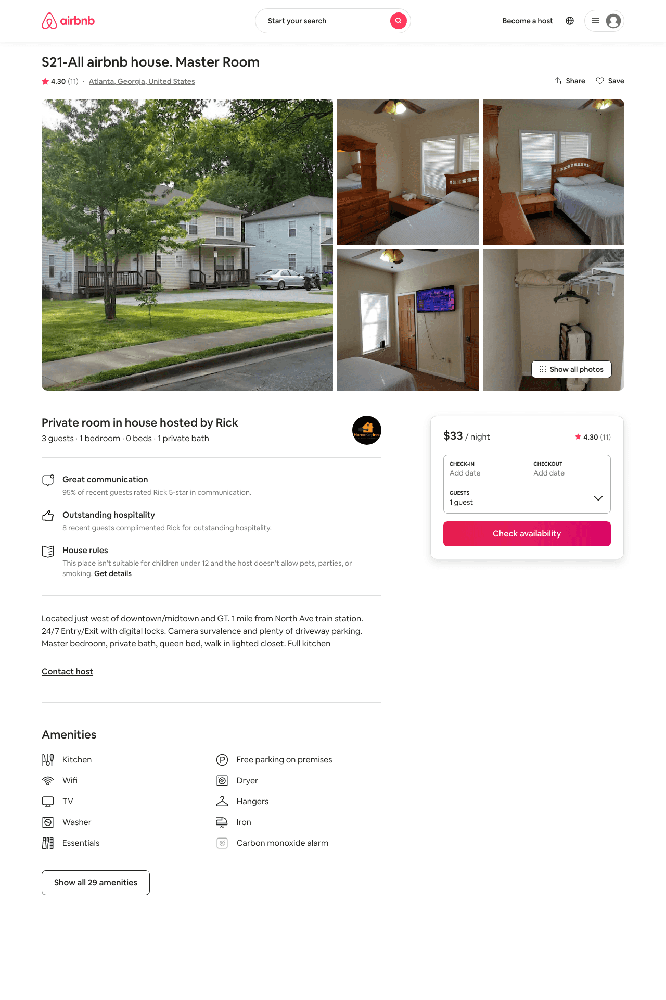 airbnb
Start your search
Become a host
S21-All airbnb house. Master Room
4.30 (11) · Atlanta, Georgia, United States
Share
Save
Show all photos
Private room in house hosted by Rick
3 guests · 1 bedroom · 0 beds · 1 private bath
HomeKeyInn
$33 / night
4.30 (11)
CHECK-IN
Add date
CHECKOUT
Add date
GUESTS
1 guest
Check availability
Great communication
95% of recent guests rated Rick 5-star in communication.
Outstanding hospitality
8 recent guests complimented Rick for outstanding hospitality.
House rules
This place isn’t suitable for children under 12 and the host doesn’t allow pets, parties, or
smoking. Get details
Located just west of downtown/midtown and GT. 1 mile from North Ave train station.
24/7 Entry/Exit with digital locks. Camera survalence and plenty of driveway parking.
Master bedroom, private bath, queen bed, walk in lighted closet. Full kitchen
Contact host
Amenities
Kitchen
Free parking on premises
Wifi
Dryer
TV
Hangers
Washer
Iron
Essentials
Carbon monoxide alarm
Show all 29 amenities